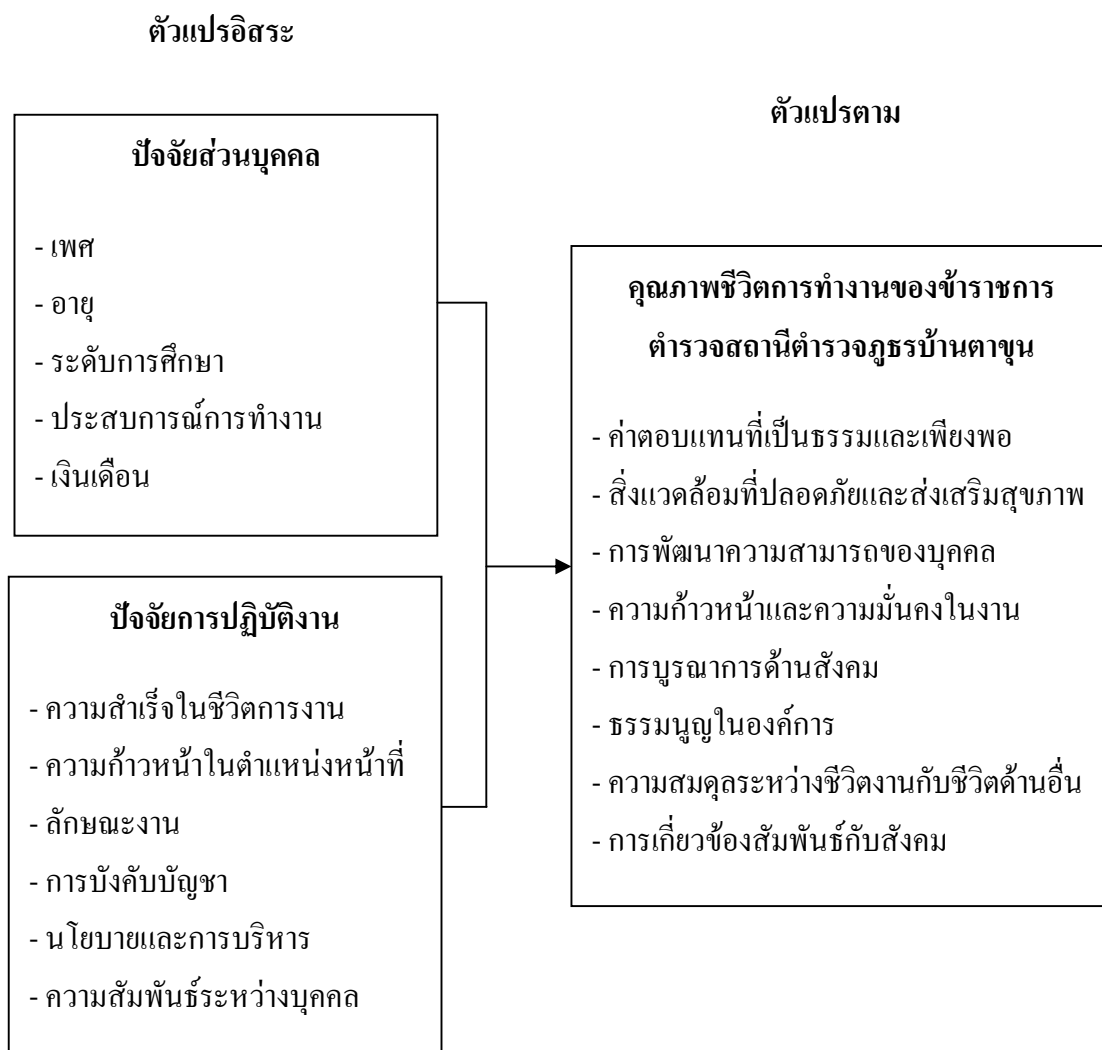 ตัวแปรอิสระ
ตัวแปรตาม
ปัจจัยส่วนบุคคล
- เพศ
- อายุ
- ระดับการศึกษา
- ประสบการณ์การทำงาน
- เงินเดือน
ปัจจัยการปฏิบัติงาน
- ความสำเร็จในชีวิตการงาน
- ความก้าวหน้าในตำแหน่งหน้าที่
- ลักษณะงาน
- การบังคับบัญชา
- นโยบายและการบริหาร
- ความสัมพันธ์ระหว่างบุคคล
คุณภาพชีวิตการทำงานของข้าราชการ
ตำรวจสถานีตำรวจภูธรบ้านตาขุน
- ค่าตอบแทนที่เป็นธรรมและเพียงพอ
- สิ่งแวดล้อมที่ปลอดภัยและส่งเสริมสุขภาพ
- การพัฒนาความสามารถของบุคคล
- ความก้าวหน้าและความมั่นคงในงาน
- การบูรณาการด้านสังคม
- ธรรมนูญในองค์การ
- ความสมดุลระหว่างชีวิตงานกับชีวิตด้านอื่น
- การเกี่ยวข้องสัมพันธ์กับสังคม